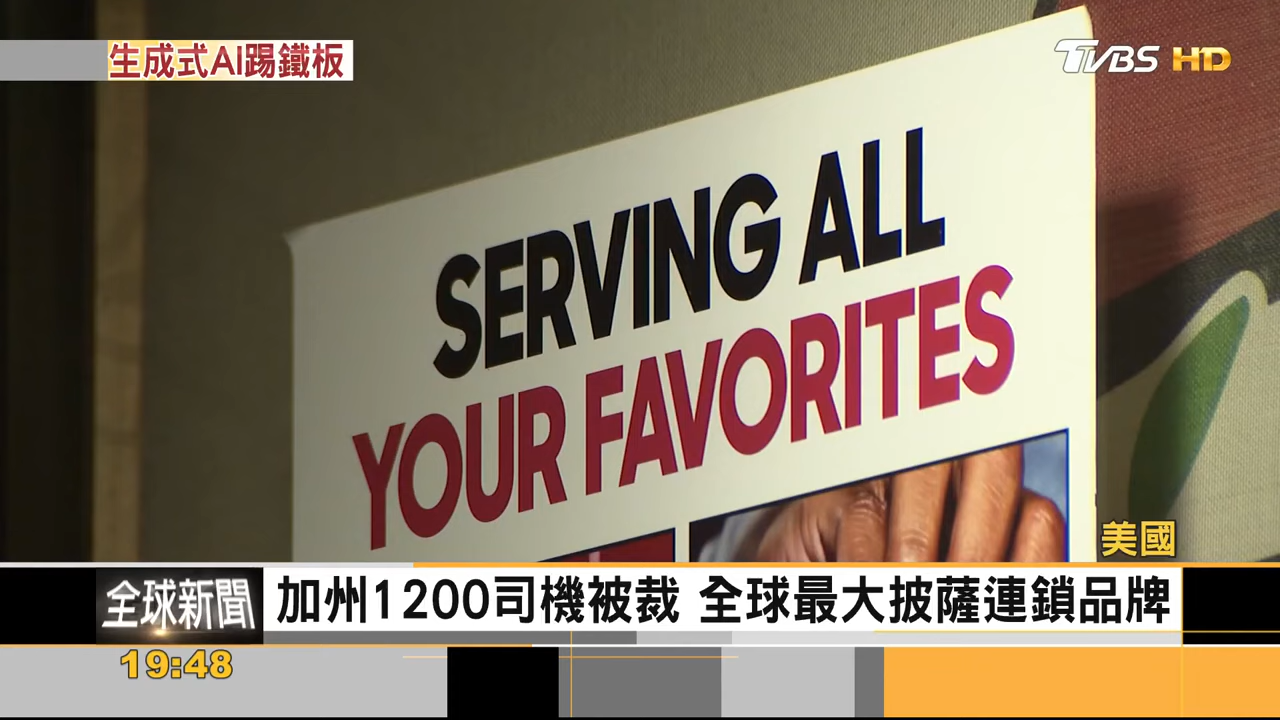 生成式AI踢鐵板
TVBS HD
SERVING ALL
YOUR FAVORITES
美國
全球新聞
加州1200司機被裁 全球最大披薩連鎖品牌
19:48